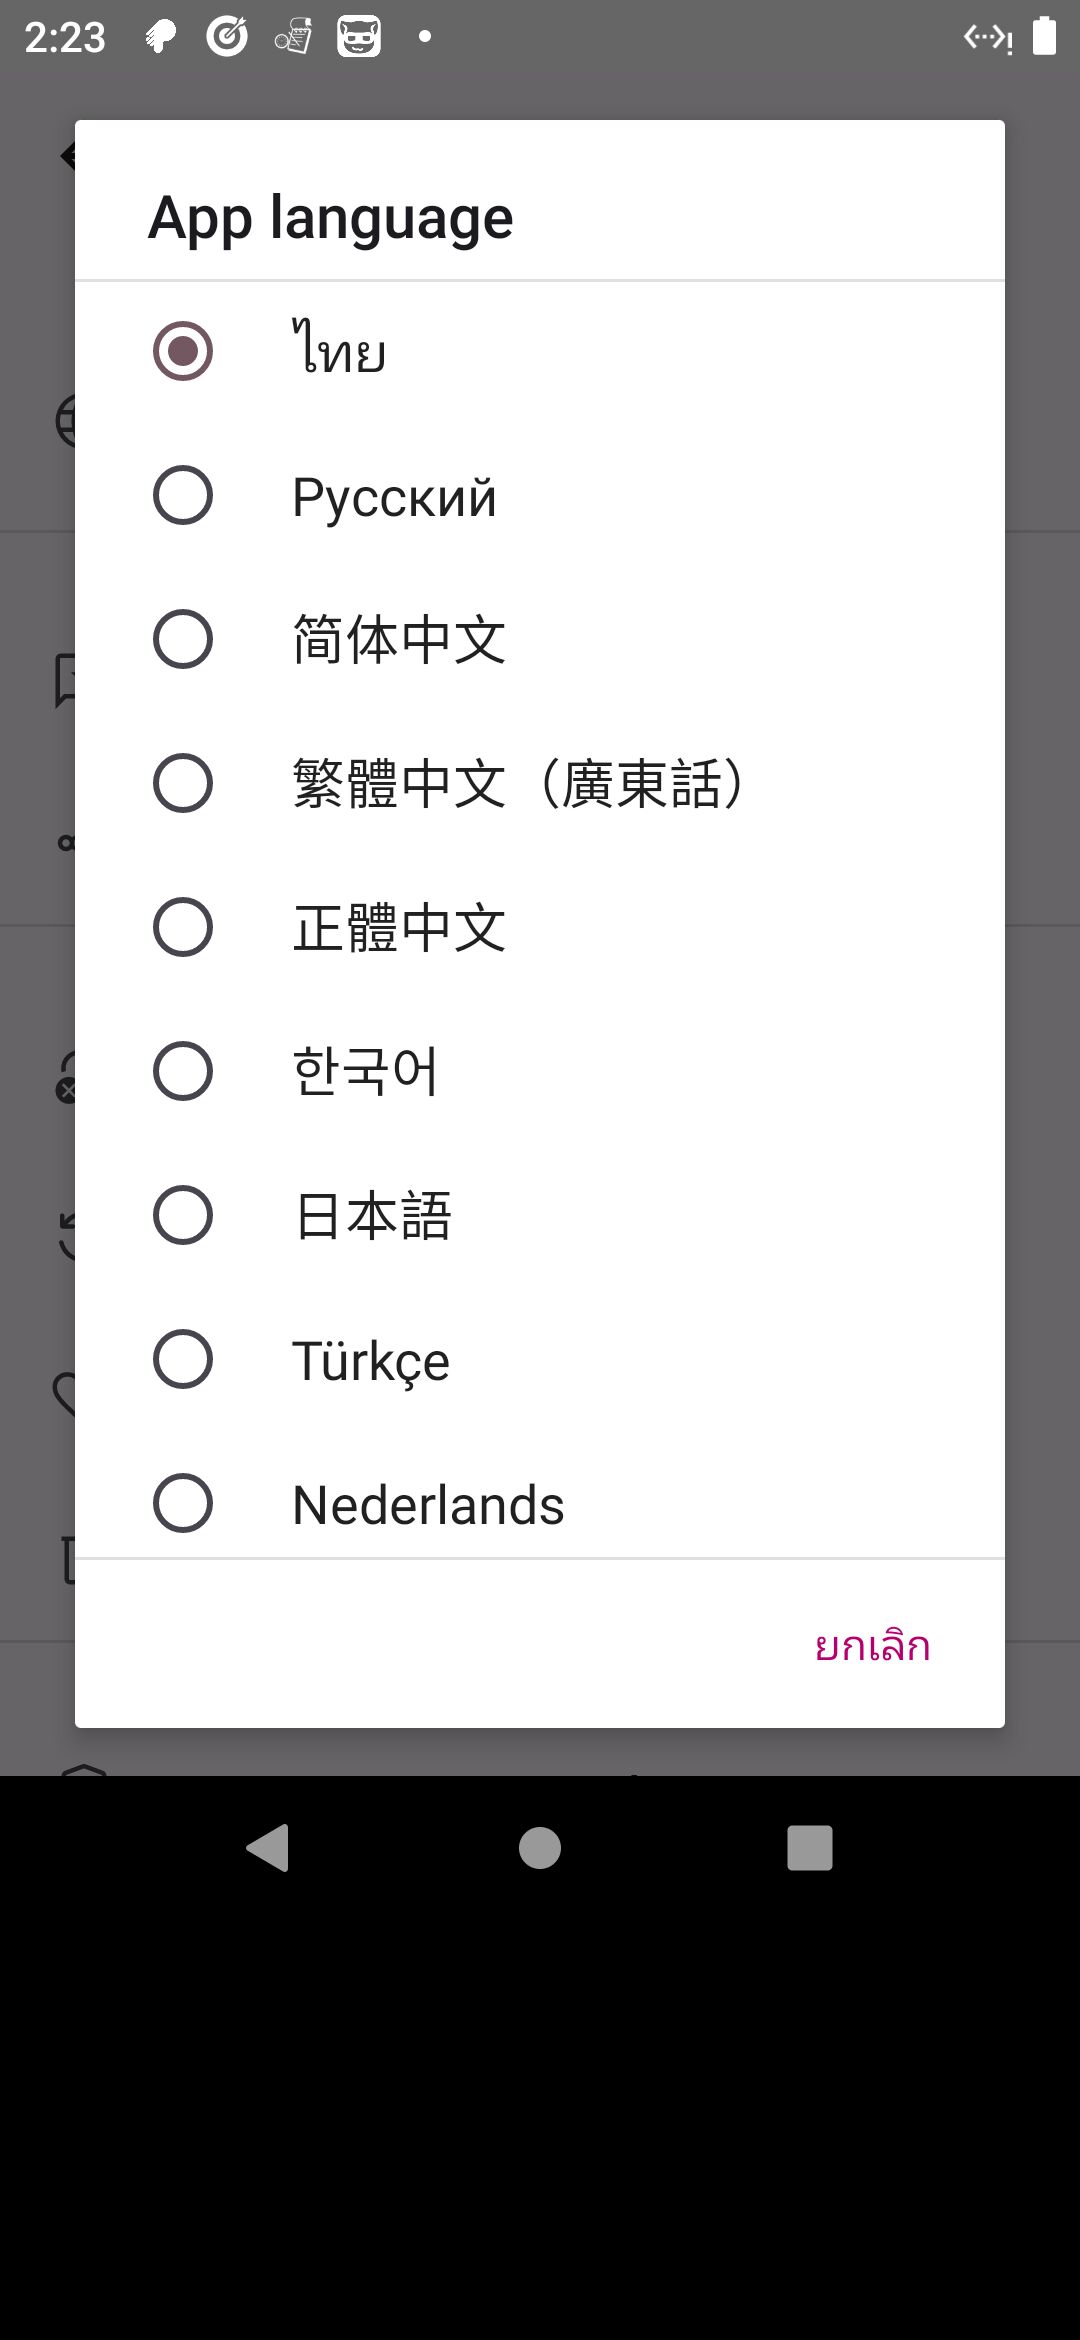 2:23
App language
ไทย
Русский
简体中文
繁體中文（廣東話）
正體中文
한국어
日本語
Türkçe
Nederlands
ยกเลิก